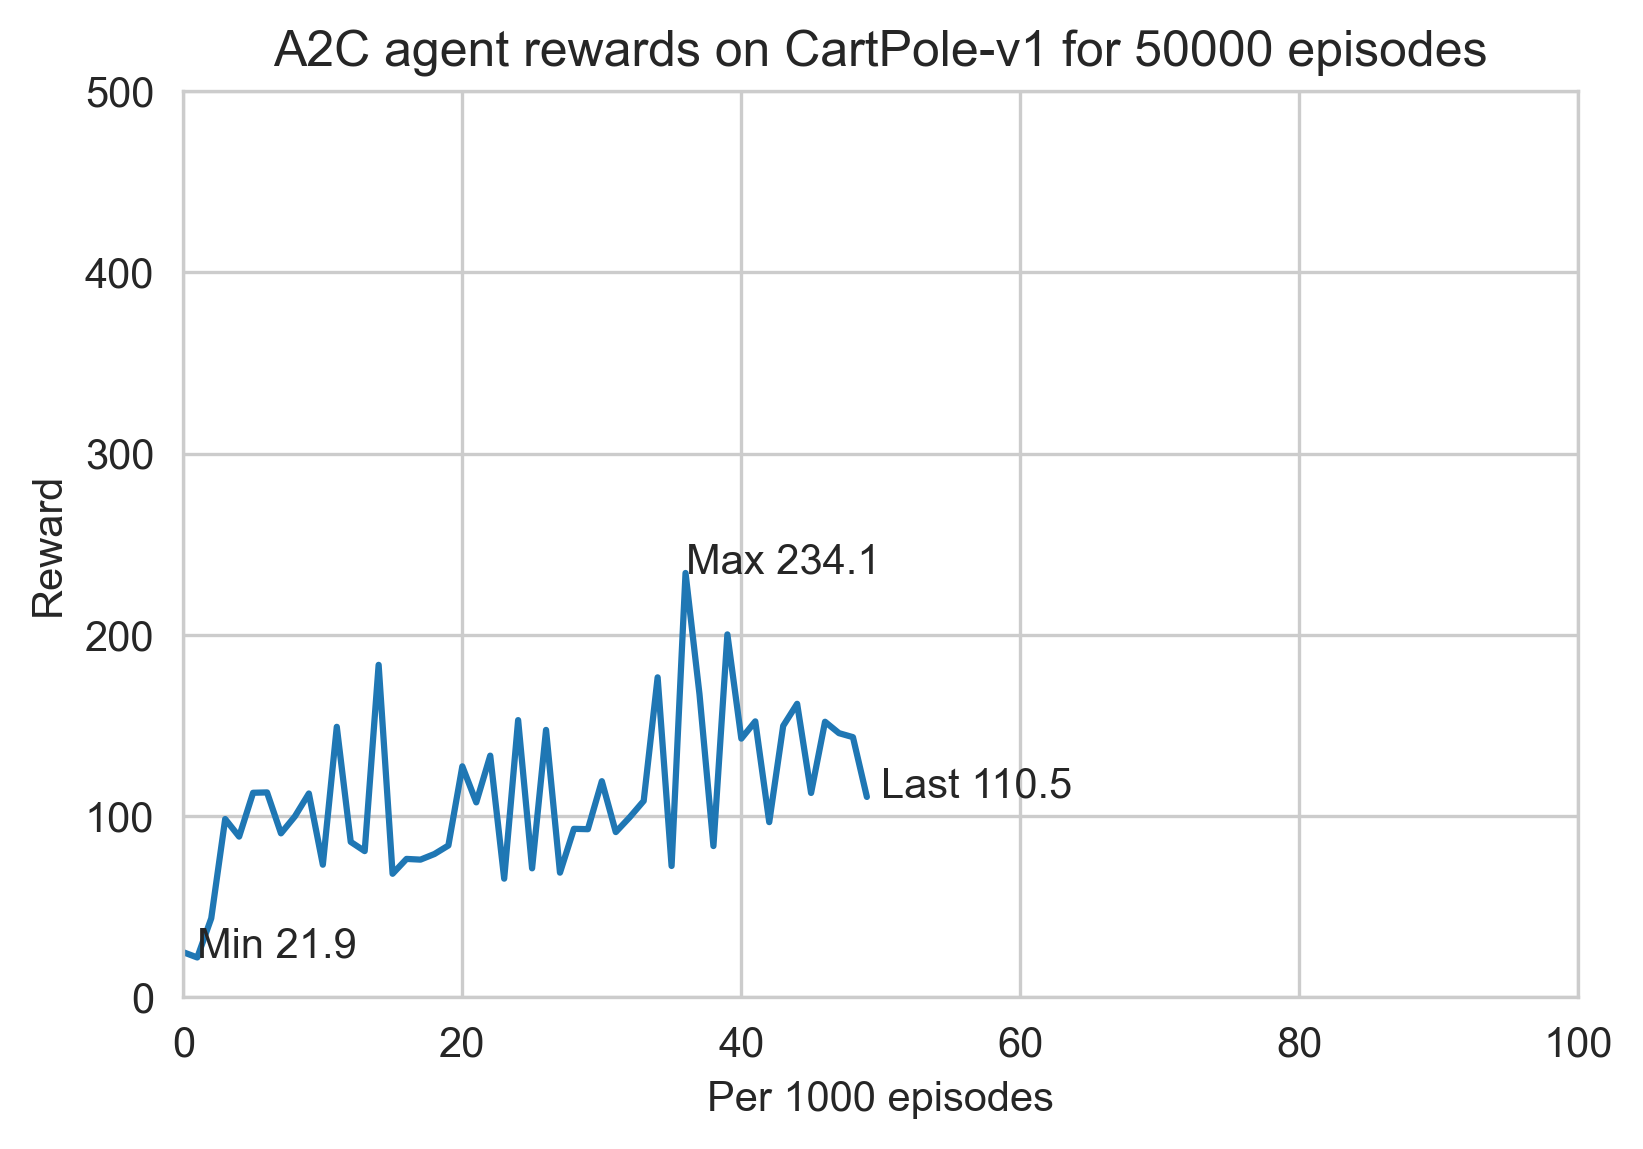 A2C agent rewards on CartPole-v1 for 50000 episodes
500
400
300
200
100
0
Reward
Max 234.1
Last 110.5
Min 21.9
0 20 40 60 80 100
Per 1000 episodes